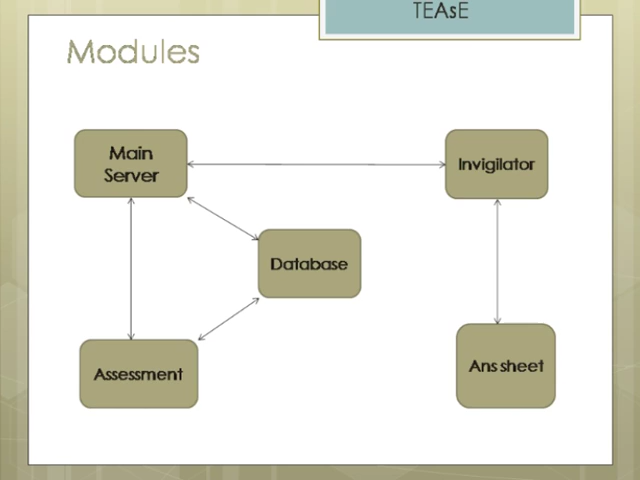 TEAsE
Modules
Main
Server
Invigilator
Database
Assessment
Ans sheet